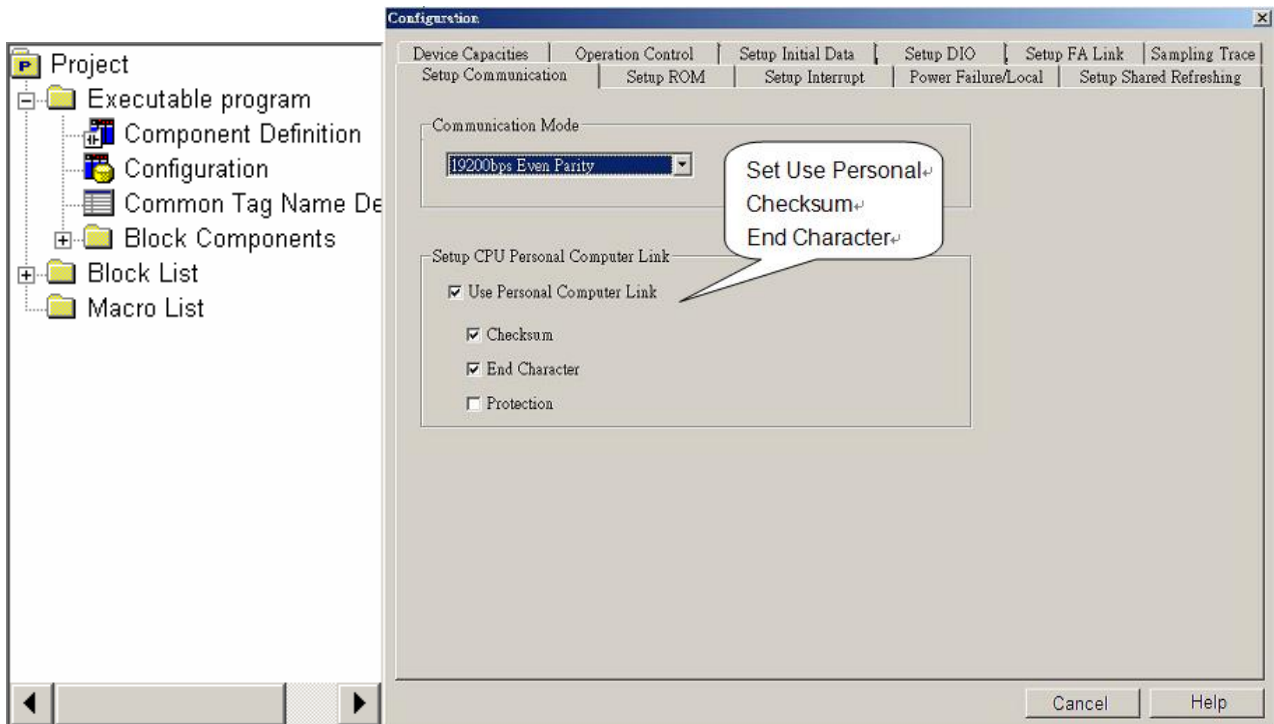 Project
Executable program
Component Definition
Configuration
Common Tag Name De
Block Components
Block List
Macro List
Configuration
Device Capacities
Operation Control
Setup Initial Data
Setup DIO
Setup FA Link
Sampling Trace
Setup Communication
Setup ROM
Setup Interrupt
Power Failure/Local
Setup Shared Refreshing
Communication Mode
19200bps Even Parity
Set Use Personal↵
Checksum↵
End Character↵
Setup CPU Personal Computer Link
Use Personal Computer Link
Checksum
End Character
Protection
Cancel
Help